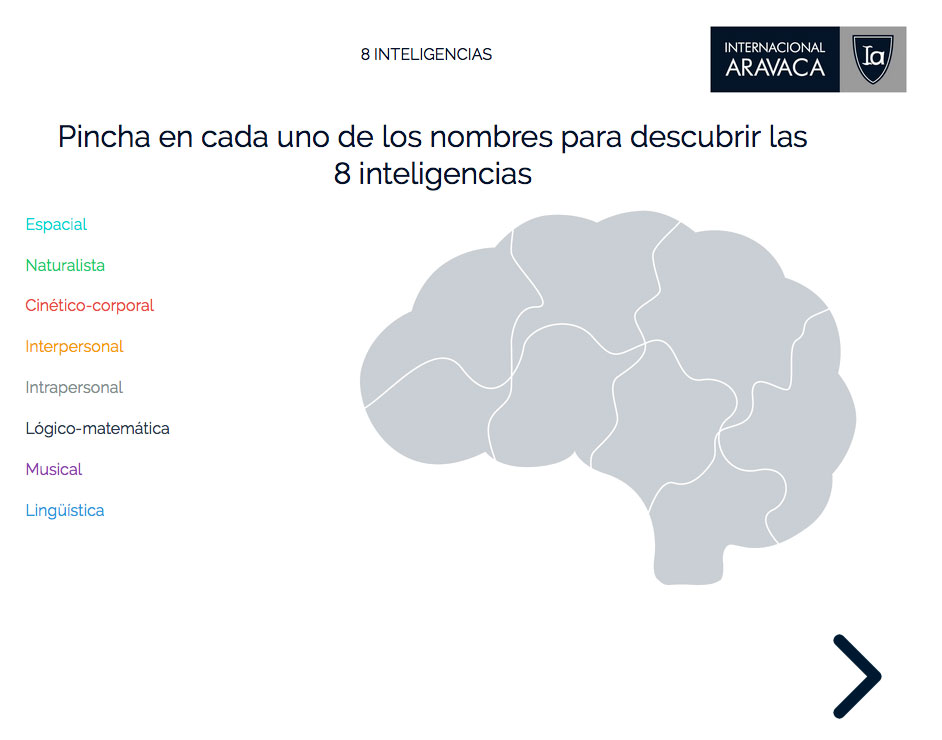 8 INTELIGENCIAS
INTERNACIONAL
ARAVACA
Ia
Pincha en cada uno de los nombres para descubrir las
8 inteligencias
Espacial
Naturalista
Cinético-corporal
Interpersonal
Intrapersonal
Lógico-matemática
Musical
Lingüística